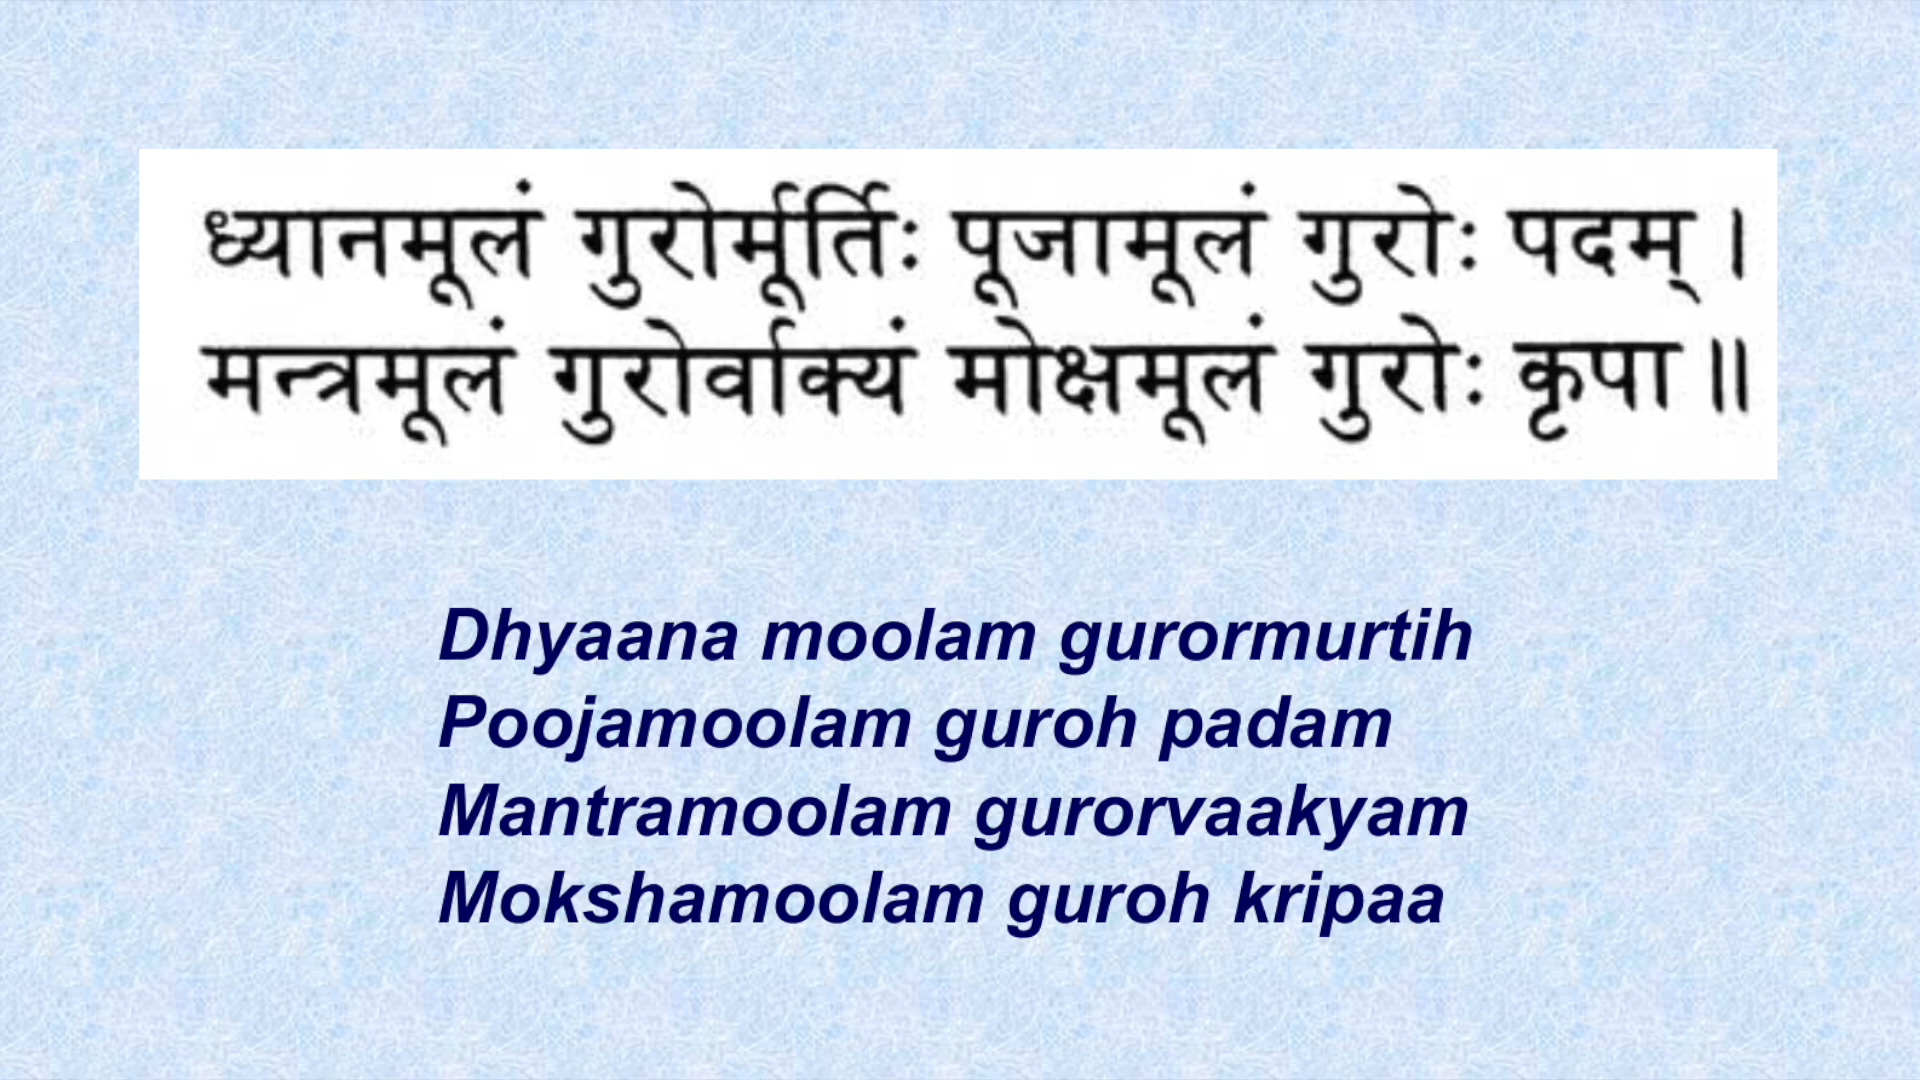 ध्यानमूलं गुरोर्मूर्तिः पूजामूलं गुरोः पदम् ।
मन्त्रमूलं गुरोर्वाक्यं मोक्षमूलं गुरोः कृपा ॥
Dhyaana moolam gurormurtih
Poojamoolam guroh padam
Mantramoolam gurorvaakyam
Mokshamoolam guroh kripaa